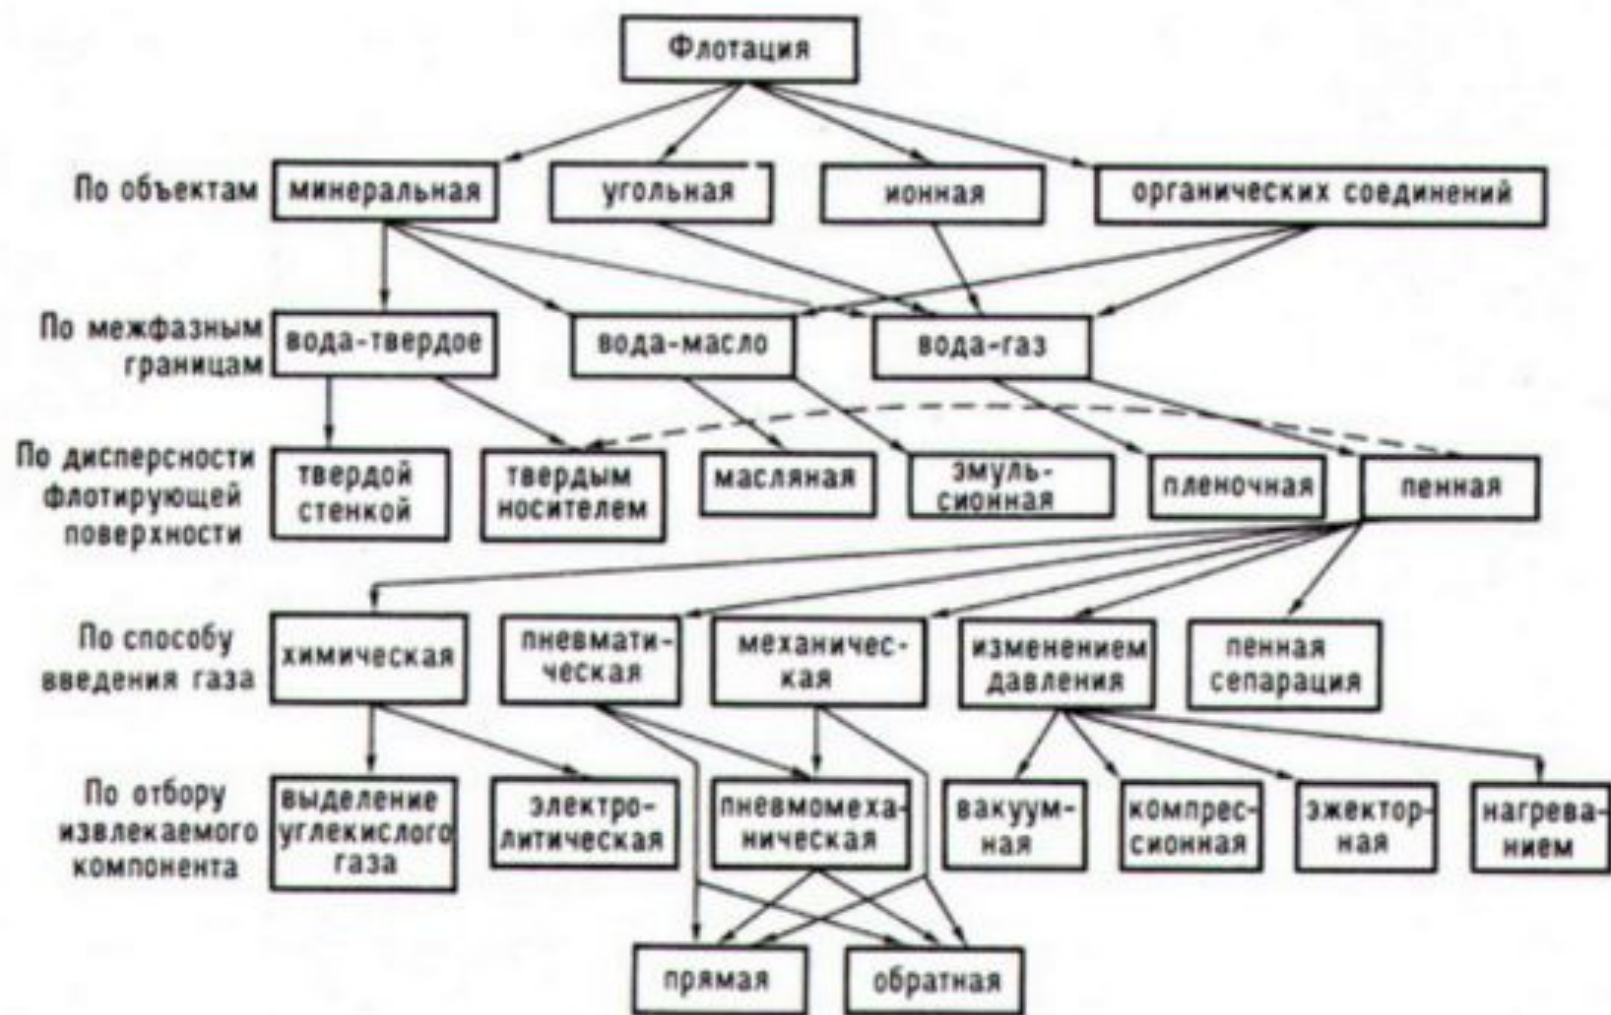 Флотация
По объектам
минеральная
угольная
ионная
органических соединений
По межфазным
границам
вода-твердое
вода-масло
вода-газ
По дисперсности
флотирующей
поверхности
твердой
стенкой
твердым
носителем
масляная
эмуль-
сионная
пленочная
пенная
По способу
введения газа
химическая
пневмати-
ческая
механичес-
кая
изменением
давления
пенная
сепарация
По отбору
извлекаемого
компонента
выделение
углекислого
газа
электро-
литическая
пневмомеха-
ническая
вакуум-
ная
компрес-
сионная
эжектор-
ная
нагрева-
нием
прямая
обратная